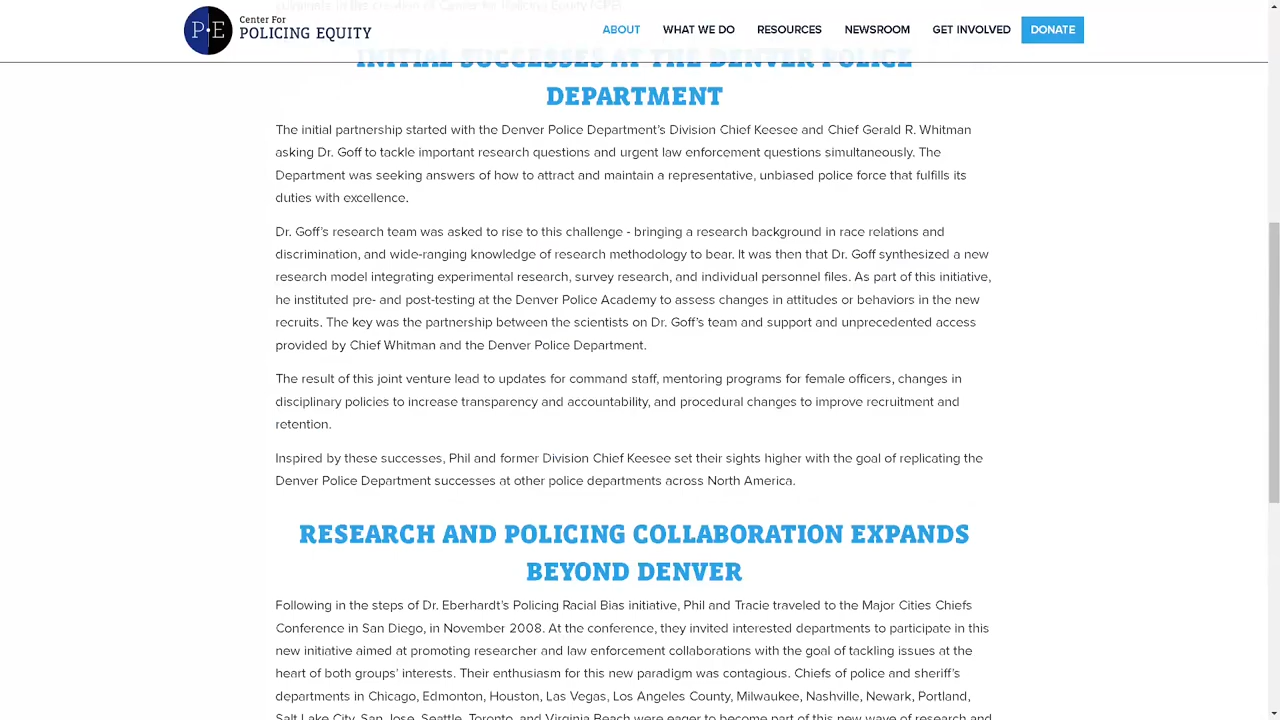 Center For
POLICING EQUITY
P·E
ABOUT
WHAT WE DO
RESOURCES
NEWSROOM
GET INVOLVED
DONATE
INITIAL SUCCESSES AT THE DENVER POLICE
DEPARTMENT
The initial partnership started with the Denver Police Department's Division Chief Keesee and Chief Gerald R. Whitman
asking Dr. Goff to tackle important research questions and urgent law enforcement questions simultaneously. The
Department was seeking answers of how to attract and maintain a representative, unbiased police force that fulfills its
duties with excellence.
Dr. Goff's research team was asked to rise to this challenge - bringing a research background in race relations and
discrimination, and wide-ranging knowledge of research methodology to bear. It was then that Dr. Goff synthesized a new
research model integrating experimental research, survey research, and individual personnel files. As part of this initiative,
he instituted pre- and post-testing at the Denver Police Academy to assess changes in attitudes or behaviors in the new
recruits. The key was the partnership between the scientists on Dr. Goff's team and support and unprecedented access
provided by Chief Whitman and the Denver Police Department.
The result of this joint venture lead to updates for command staff, mentoring programs for female officers, changes in
disciplinary policies to increase transparency and accountability, and procedural changes to improve recruitment and
retention.
Inspired by these successes, Phil and former Division Chief Keesee set their sights higher with the goal of replicating the
Denver Police Department successes at other police departments across North America.
RESEARCH AND POLICING COLLABORATION EXPANDS
BEYOND DENVER
Following in the steps of Dr. Eberhardt's Policing Racial Bias initiative, Phil and Tracie traveled to the Major Cities Chiefs
Conference in San Diego, in November 2008. At the conference, they invited interested departments to participate in this
new initiative aimed at promoting researcher and law enforcement collaborations with the goal of tackling issues at the
heart of both groups' interests. Their enthusiasm for this new paradigm was contagious. Chiefs of police and sheriff's
departments in Chicago, Edmonton, Houston, Las Vegas, Los Angeles County, Milwaukee, Nashville, Newark, Portland,
Salt Lake City, San Jose, Seattle, Toronto, and Virginia Beach were eager to become part of this new wave of research and